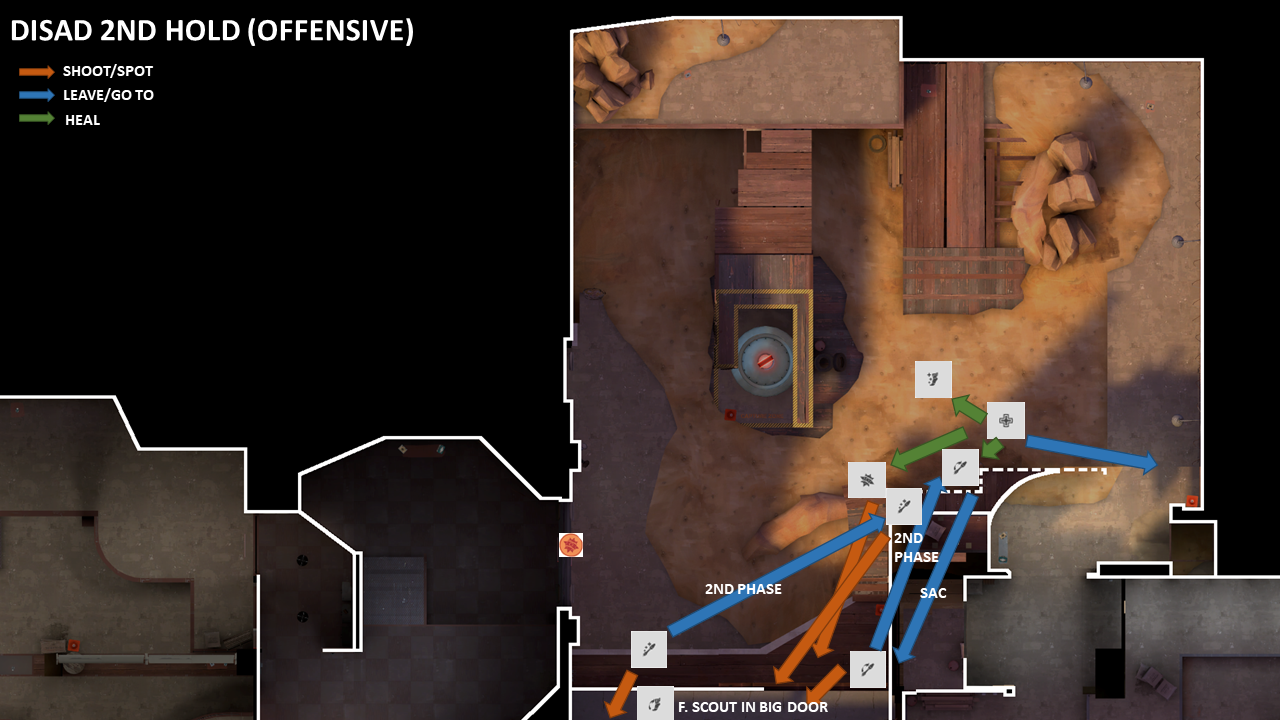 DISAD 2ND HOLD (OFFENSIVE)
SHOOT/SPOT
LEAVE/GO TO
HEAL
2ND
PHASE
2ND PHASE
SAC
F. SCOUT IN BIG DOOR